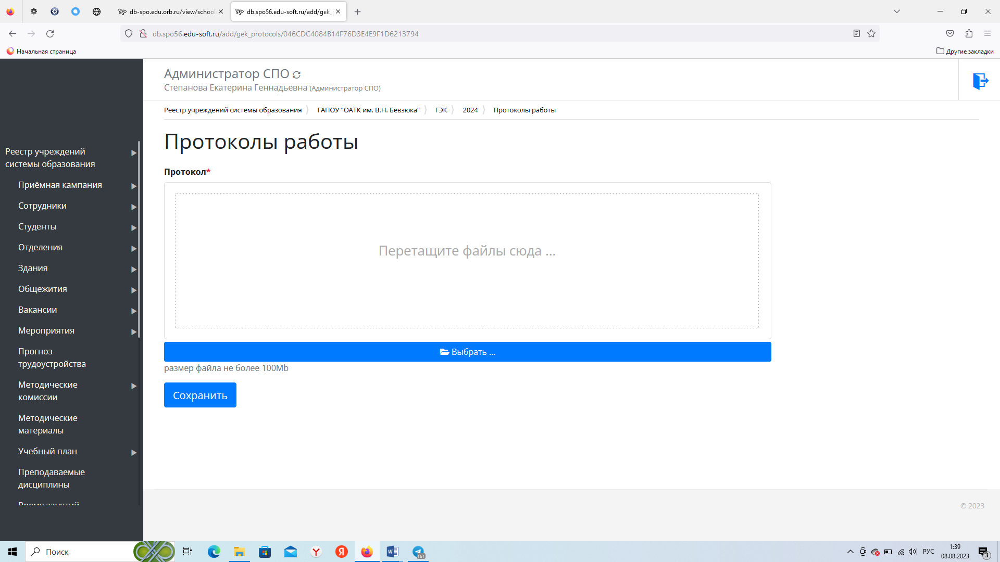 db-spo.edu.orb.ru/view/school
db.spo56.edu-soft.ru/add/gek_
db.spo56.edu-soft.ru/add/gek_protocols/046CDC4084B14F76D3E4E9F1D6213794
Начальная страница
Другие закладки
Администратор СПО
Степанова Екатерина Геннадьевна (Администратор СПО)
Реестр учреждений системы образования
ГАПОУ "ОАТК им. В.Н. Бевзюка"
ГЭК
2024
Протоколы работы
Протоколы работы
Реестр учреждений
системы образования
Приёмная кампания
Сотрудники
Студенты
Отделения
Здания
Общежития
Вакансии
Мероприятия
Прогноз
трудоустройства
Методические
комиссии
Методические
материалы
Учебный план
Преподаваемые
дисциплины
Время занятий
Протокол*
Перетащите файлы сюда ...
Выбрать ...
размер файла не более 100Mb
Сохранить
© 2023
Поиск
161
РУС
1:39
08.08.2023
3